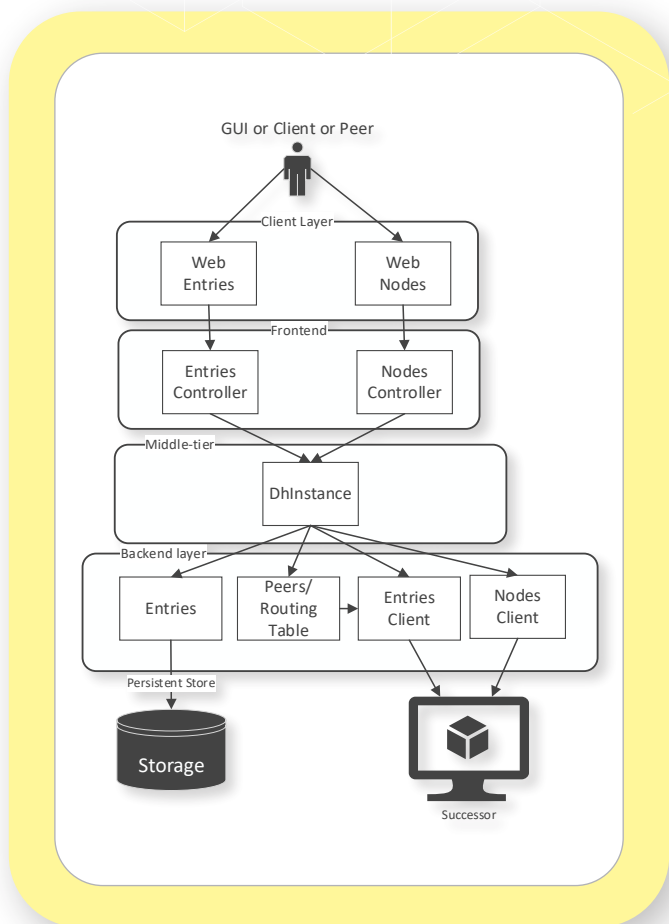 GUI or Client or Peer
Client Layer
Web
Entries
Web
Nodes
Frontend
Entries
Controller
Nodes
Controller
Middle-tier
DhInstance
Backend layer
Entries
Peers/
Routing
Table
Entries
Client
Nodes
Client
Persistent Store
Storage
Successor